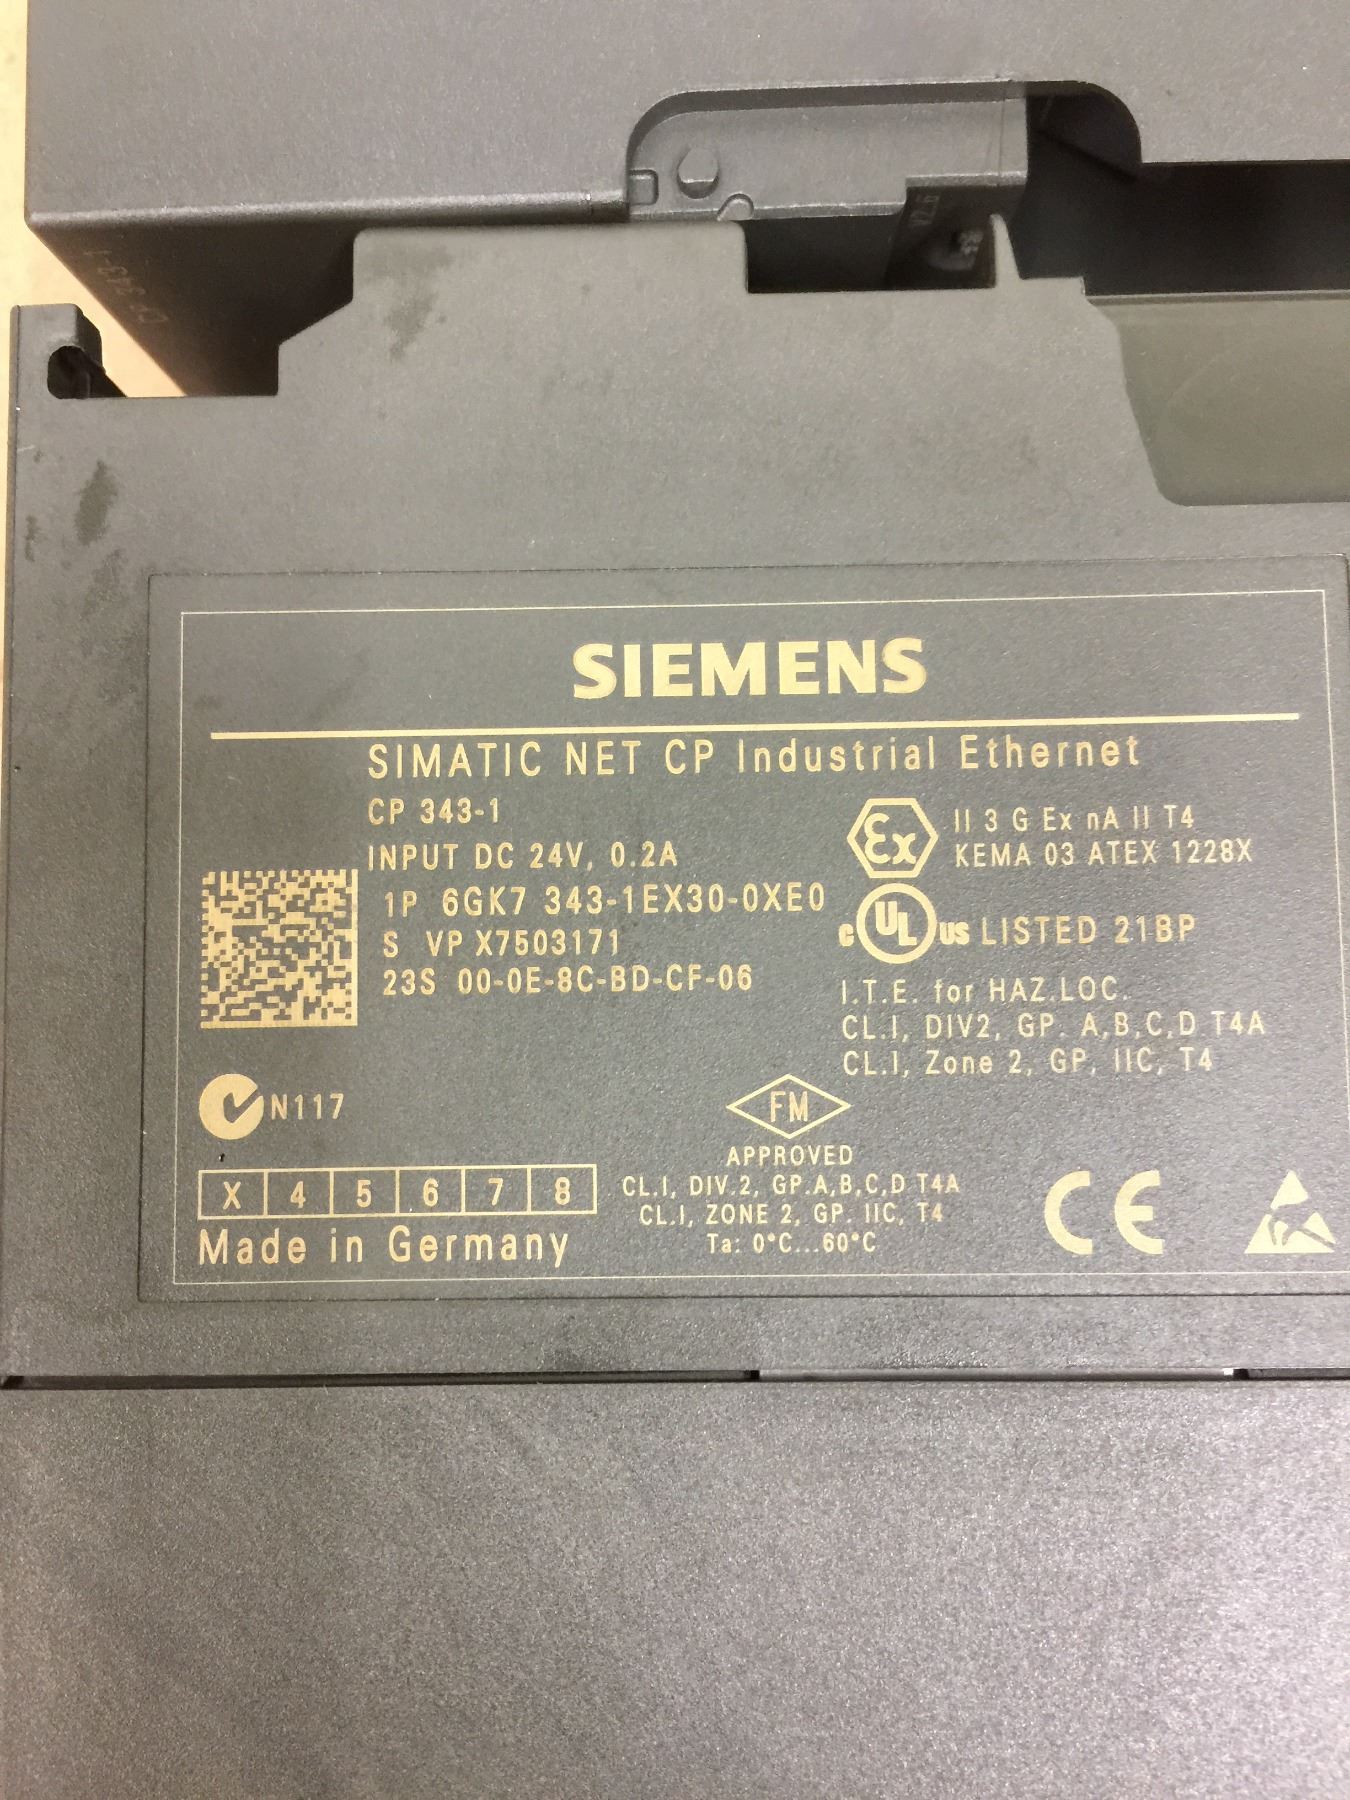 SIEMENS
SIMATIC NET CP Industrial Ethernet
CP 343-1
INPUT DC 24V, 0.2A
1P 6GK7 343-1EX30-0XE0
S VP X7503171
23S 00-0E-8C-BD-CF-06
Ex II 3 G Ex nA II T4
KEMA 03 ATEX 1228X
c UL us LISTED 21BP
I.T.E. for HAZ.LOC.
CL.I, DIV2, GP. A,B,C,D T4A
CL.I, Zone 2, GP. IIC, T4
N117
FM
APPROVED
CL.I, DIV.2, GP.A,B,C,D T4A
CL.I, ZONE 2, GP. IIC, T4
Ta: 0°C...60°C
X 4 5 6 7 8
Made in Germany
CE